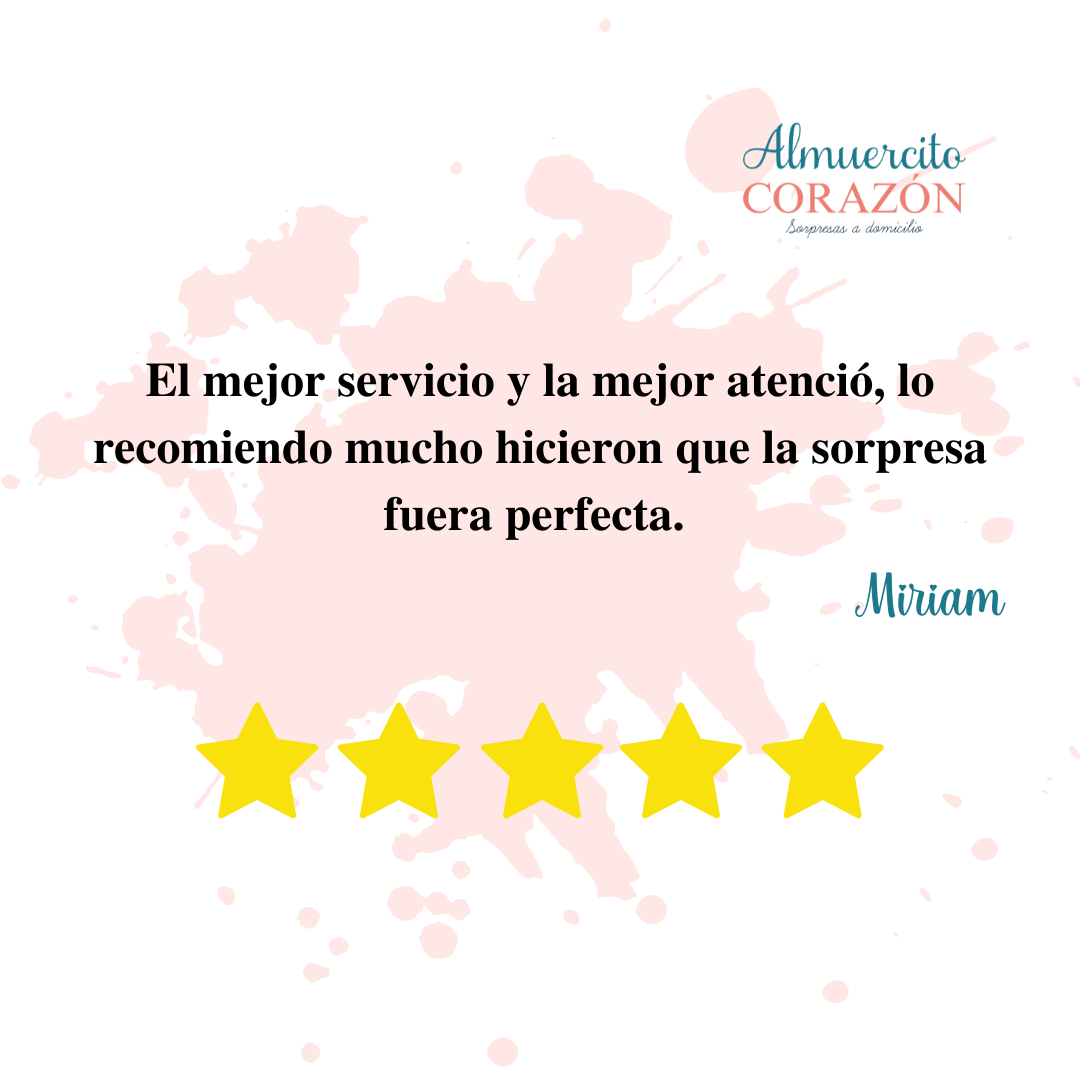 Almuercito
CORAZÓN
Sorpresas a domicilio
El mejor servicio y la mejor atenció, lo
recomiendo mucho hicieron que la sorpresa
fuera perfecta.
Miriam